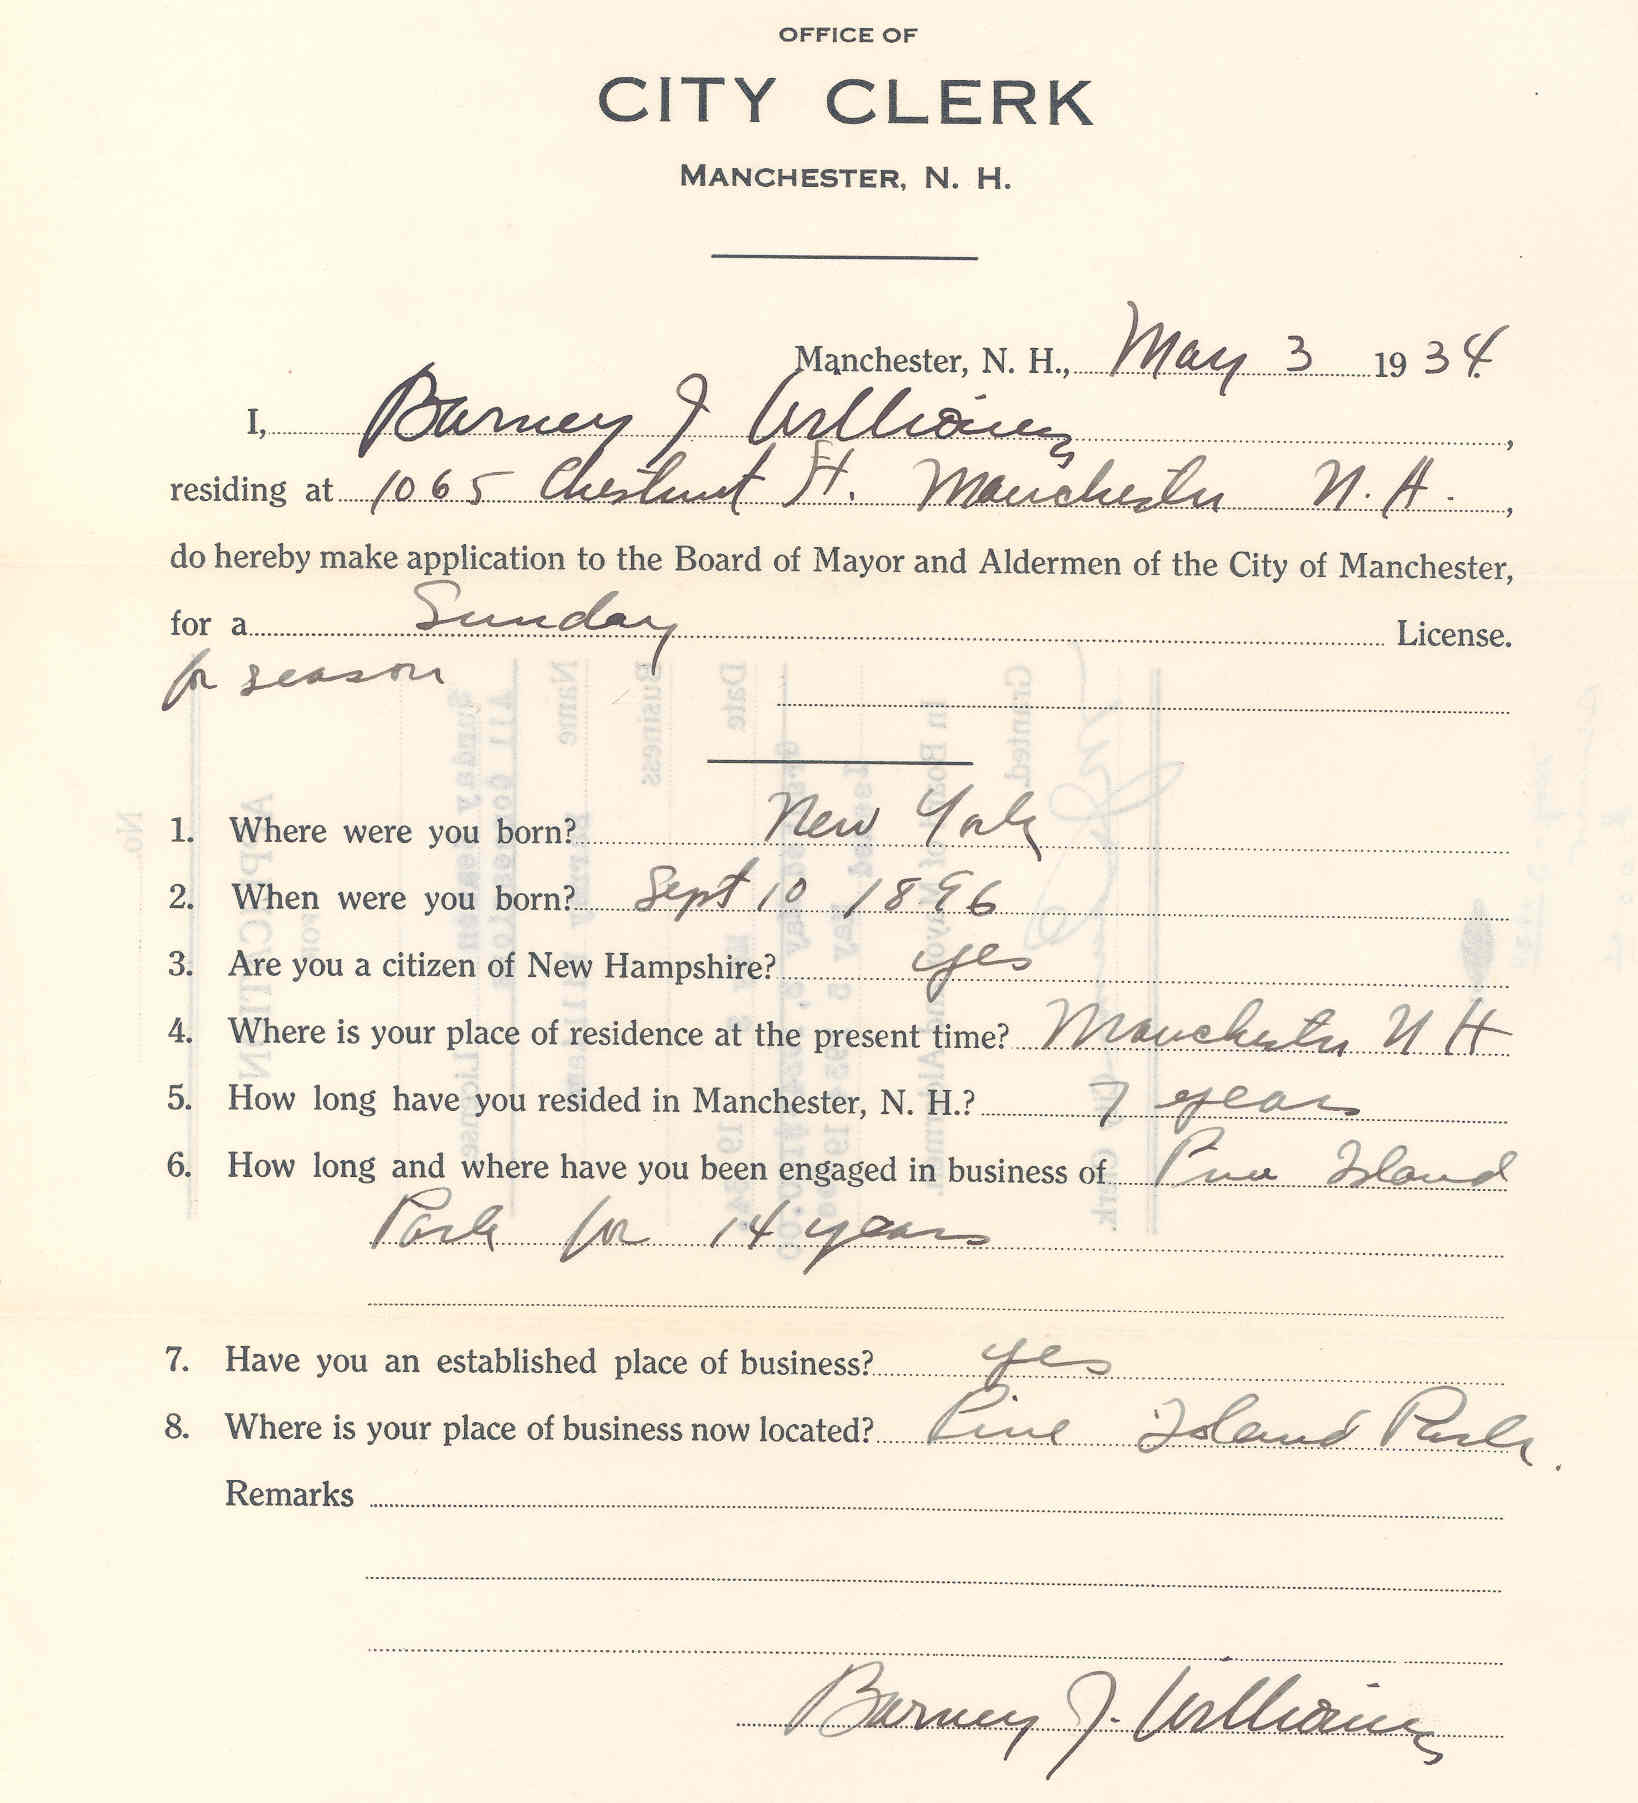 OFFICE OF
CITY CLERK
MANCHESTER, N. H.
Manchester, N. H., May 3 1934.
I, Barney J Williams,
residing at 1065 Chestnut St. Manchester N. H.,
do hereby make application to the Board of Mayor and Aldermen of the City of Manchester,
for a Sunday License.
for season
1. Where were you born? New York
2. When were you born? Sept 10 1896
3. Are you a citizen of New Hampshire? yes
4. Where is your place of residence at the present time? Manchester N H
5. How long have you resided in Manchester, N. H.? 7 years
6. How long and where have you been engaged in business of Pine Island
Park for 14 years
7. Have you an established place of business? yes
8. Where is your place of business now located? Pine Island Park.
Remarks
Barney J. Williams